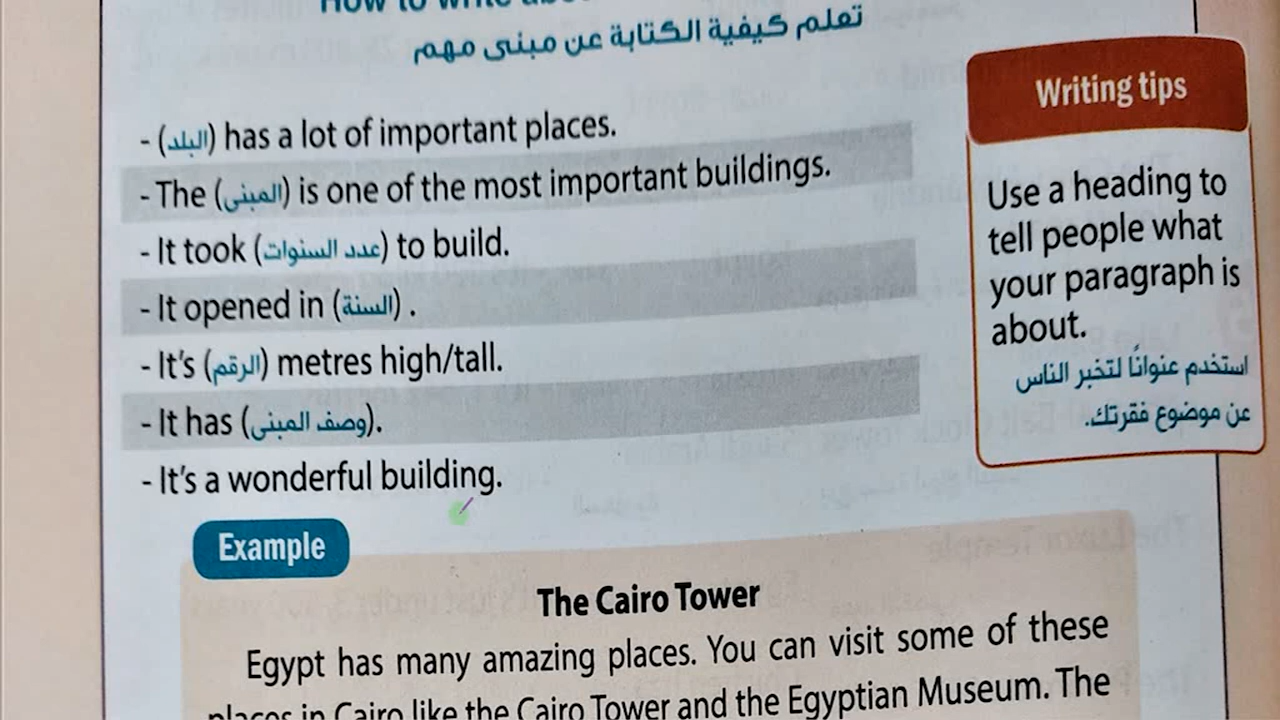 How to write
تعلم كيفية الكتابة عن مبنى مهم
- (البلد) has a lot of important places.
- The (المبنى) is one of the most important buildings.
- It took (عدد السنوات) to build.
- It opened in (السنة) .
- It's (الرقم) metres high/tall.
- It has (وصف المبنى).
- It's a wonderful building.
Writing tips
Use a heading to
tell people what
your paragraph is
about.
استخدم عنوانًا لتخبر الناس
عن موضوع فقرتك.
Example
The Cairo Tower
Egypt has many amazing places. You can visit some of these
places in Cairo like the Cairo Tower and the Egyptian Museum. The